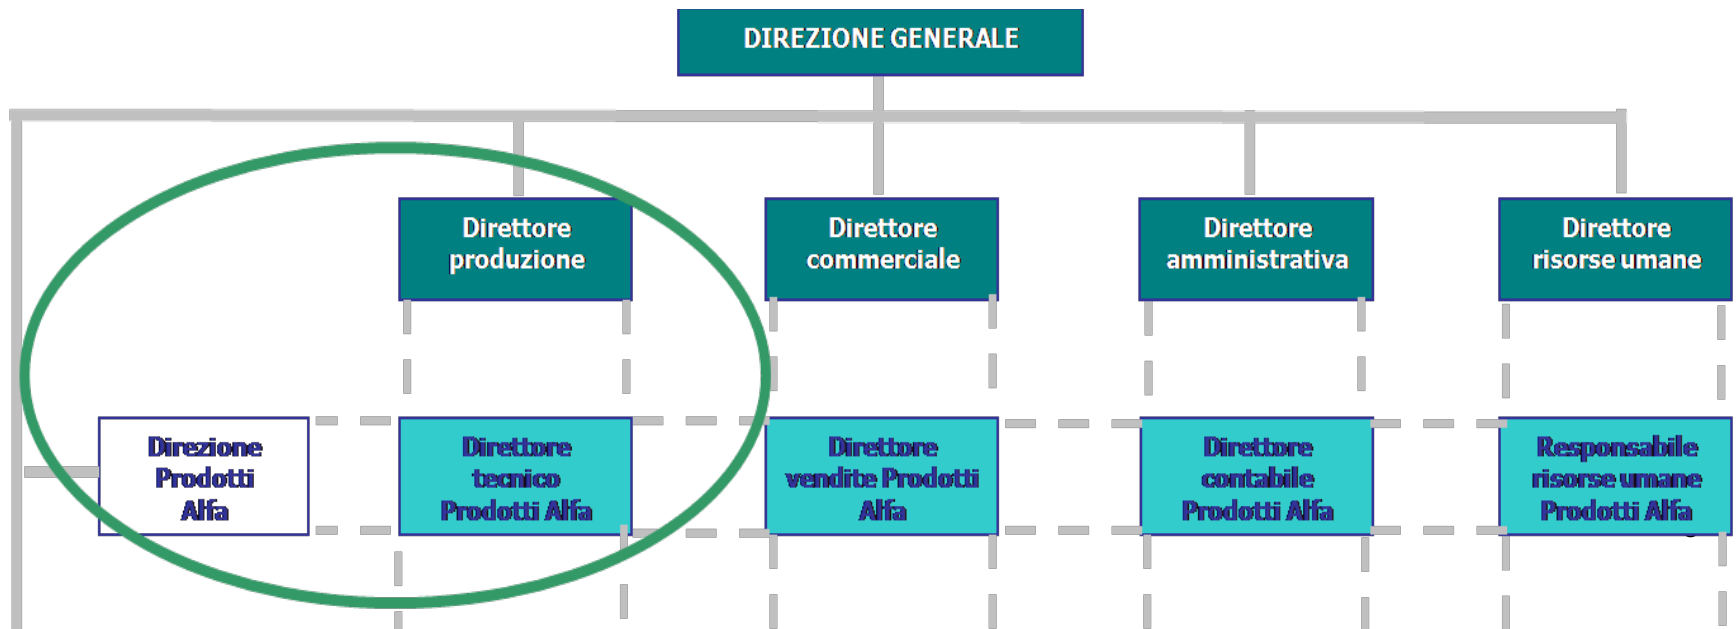 DIREZIONE GENERALE
Direttore
produzione
Direttore
commerciale
Direttore
amministrativa
Direttore
risorse umane
Direzione
Prodotti
Alfa
Direttore
tecnico
Prodotti Alfa
Direttore
vendite Prodotti
Alfa
Direttore
contabile
Prodotti Alfa
Responsabile
risorse umane
Prodotti Alfa